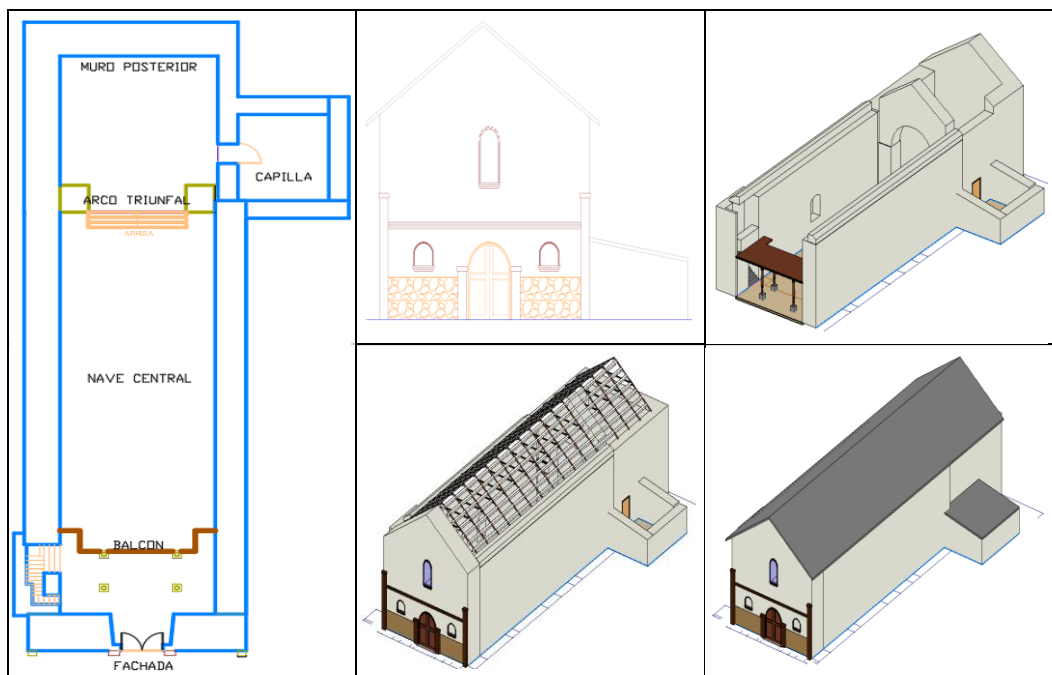 MURO POSTERIOR
CAPILLA
ARCO TRIUNFAL
ARRIBA
NAVE CENTRAL
BALCON
FACHADA